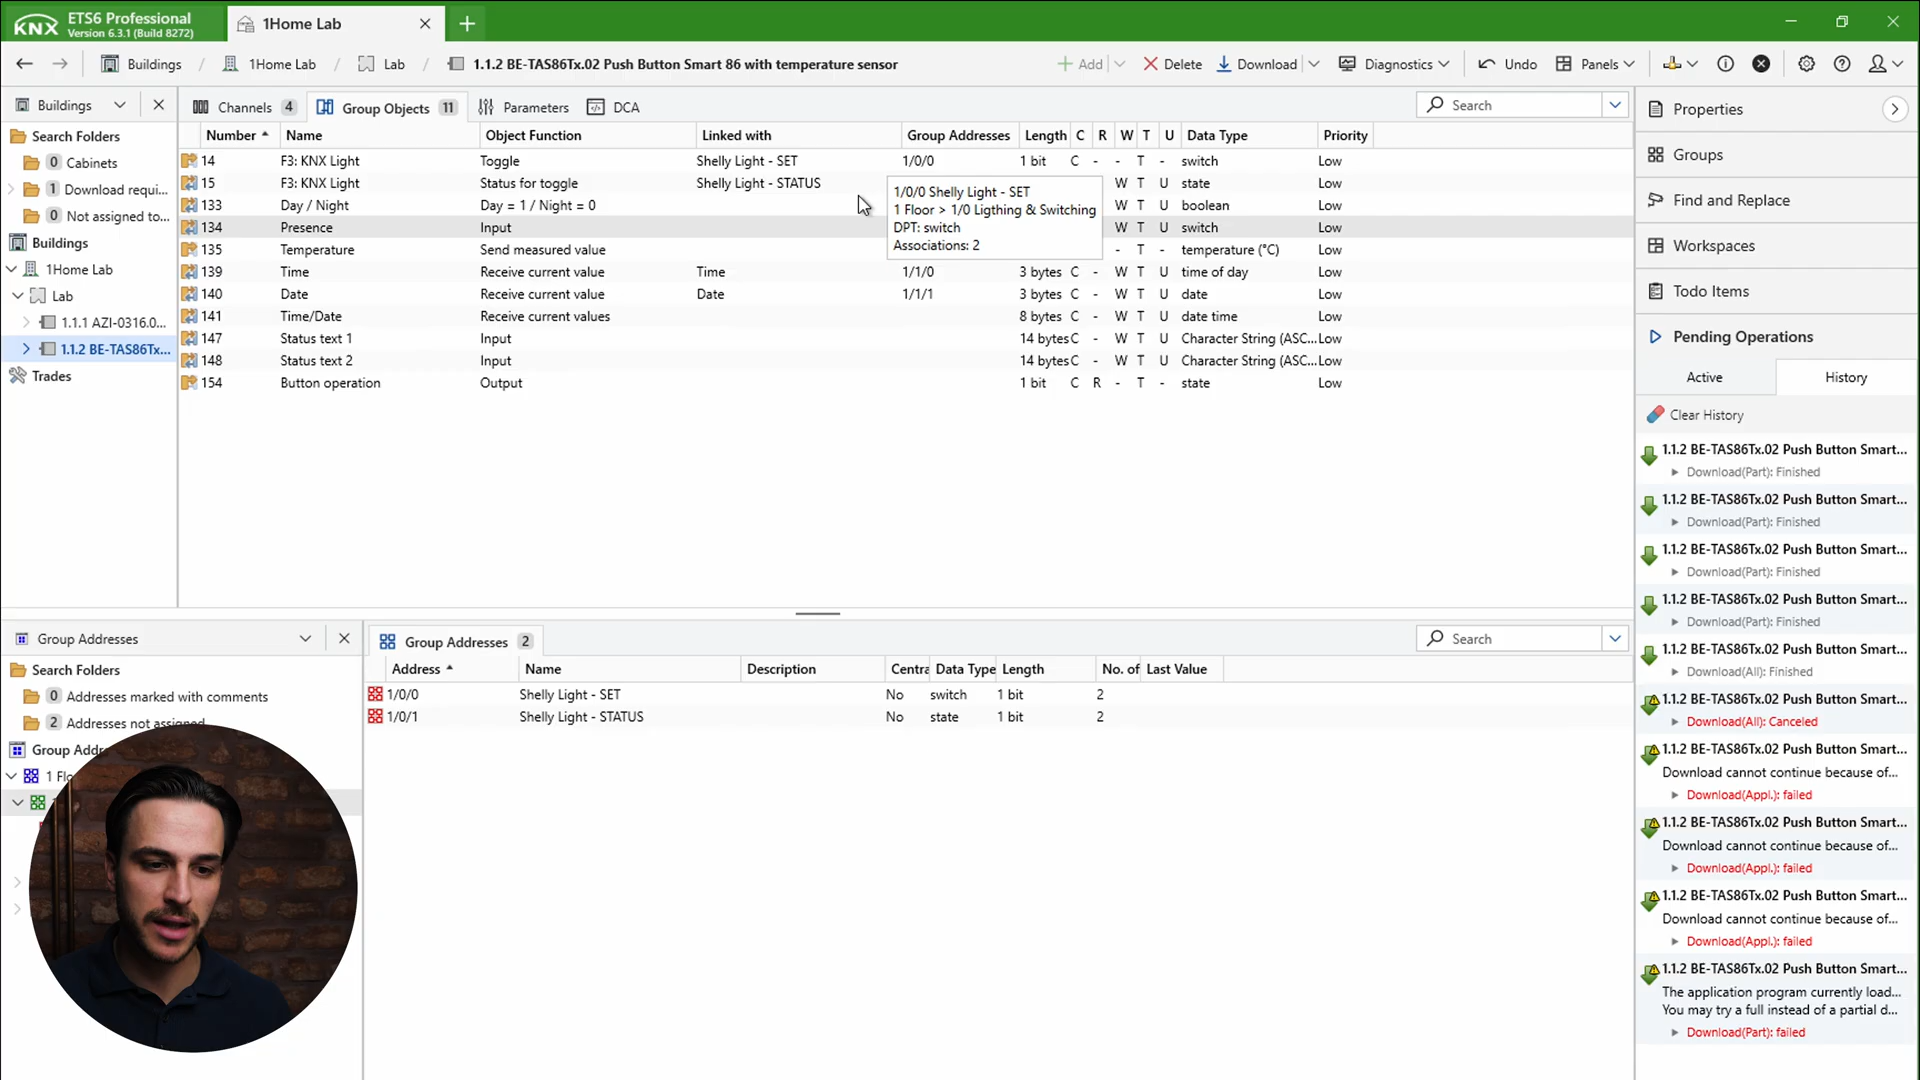 KNX ETS6 Professional
Version 6.3.1 (Build 8272)
1Home Lab
Buildings / 1Home Lab / Lab / 1.1.2 BE-TAS86Tx.02 Push Button Smart 86 with temperature sensor
Add Delete Download Diagnostics Undo Panels
Buildings
Search Folders
0 Cabinets
1 Download requi...
0 Not assigned to...
Buildings
1Home Lab
Lab
1.1.1 AZI-0316.0...
1.1.2 BE-TAS86Tx...
Trades
Channels 4 Group Objects 11 Parameters DCA Search
Number Name Object Function Linked with Group Addresses Length C R W T U Data Type Priority
14 F3: KNX Light Toggle Shelly Light - SET 1/0/0 1 bit C - - T - switch Low
15 F3: KNX Light Status for toggle Shelly Light - STATUS W T U state Low
133 Day / Night Day = 1 / Night = 0 W T U boolean Low
134 Presence Input W T U switch Low
135 Temperature Send measured value - T - temperature (°C) Low
139 Time Receive current value Time 1/1/0 3 bytes C - W T U time of day Low
140 Date Receive current value Date 1/1/1 3 bytes C - W T U date Low
141 Time/Date Receive current values 8 bytes C - W T U date time Low
147 Status text 1 Input 14 bytes C - W T U Character String (ASC... Low
148 Status text 2 Input 14 bytes C - W T U Character String (ASC... Low
154 Button operation Output 1 bit C R - T - state Low
1/0/0 Shelly Light - SET
1 Floor > 1/0 Ligthing & Switching
DPT: switch
Associations: 2
Group Addresses
Search Folders
0 Addresses marked with comments
2 Addresses not assigned
Group Addr
1 Flo
Group Addresses 2 Search
Address Name Description Centra Data Type Length No. of Last Value
1/0/0 Shelly Light - SET No switch 1 bit 2
1/0/1 Shelly Light - STATUS No state 1 bit 2
Properties
Groups
Find and Replace
Workspaces
Todo Items
Pending Operations
Active History
Clear History
1.1.2 BE-TAS86Tx.02 Push Button Smart...
Download(Part): Finished
1.1.2 BE-TAS86Tx.02 Push Button Smart...
Download(Part): Finished
1.1.2 BE-TAS86Tx.02 Push Button Smart...
Download(Part): Finished
1.1.2 BE-TAS86Tx.02 Push Button Smart...
Download(Part): Finished
1.1.2 BE-TAS86Tx.02 Push Button Smart...
Download(All): Finished
1.1.2 BE-TAS86Tx.02 Push Button Smart...
Download(All): Canceled
1.1.2 BE-TAS86Tx.02 Push Button Smart...
Download cannot continue because of...
Download(Appl.): failed
1.1.2 BE-TAS86Tx.02 Push Button Smart...
Download cannot continue because of...
Download(Appl.): failed
1.1.2 BE-TAS86Tx.02 Push Button Smart...
Download cannot continue because of...
Download(Appl.): failed
1.1.2 BE-TAS86Tx.02 Push Button Smart...
The application program currently load...
You may try a full instead of a partial d...
Download(Part): failed